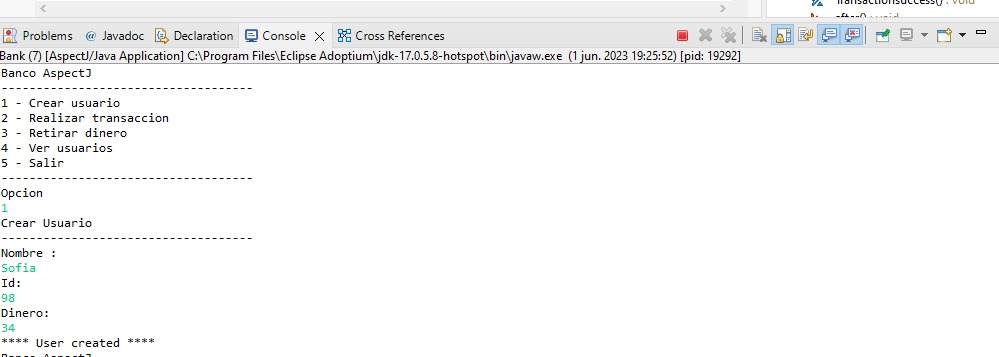 Transactionsuccess() : void
after() : void
Problems @ Javadoc Declaration Console Cross References
Bank (7) [AspectJ/Java Application] C:\Program Files\Eclipse Adoptium\jdk-17.0.5.8-hotspot\bin\javaw.exe (1 jun. 2023 19:25:52) [pid: 19292]
Banco AspectJ
-----------------------------------
1 - Crear usuario
2 - Realizar transaccion
3 - Retirar dinero
4 - Ver usuarios
5 - Salir
-----------------------------------
Opcion
1
Crear Usuario
-----------------------------------
Nombre :
Sofia
Id:
98
Dinero:
34
**** User created ****
Banco AspectJ